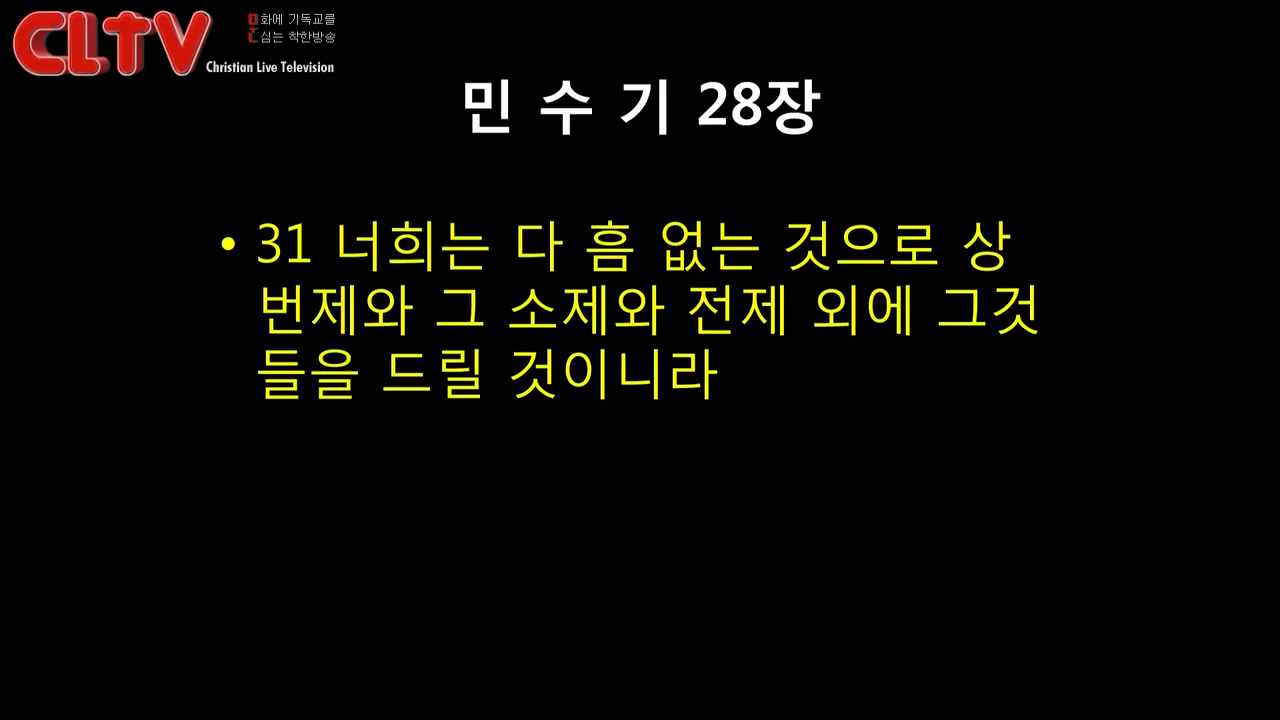 CLTV
문화에 기독교를
심는 착한방송
Christian Live Television
민 수 기 28장
• 31 너희는 다 흠 없는 것으로 상
번제와 그 소제와 전제 외에 그것
들을 드릴 것이니라